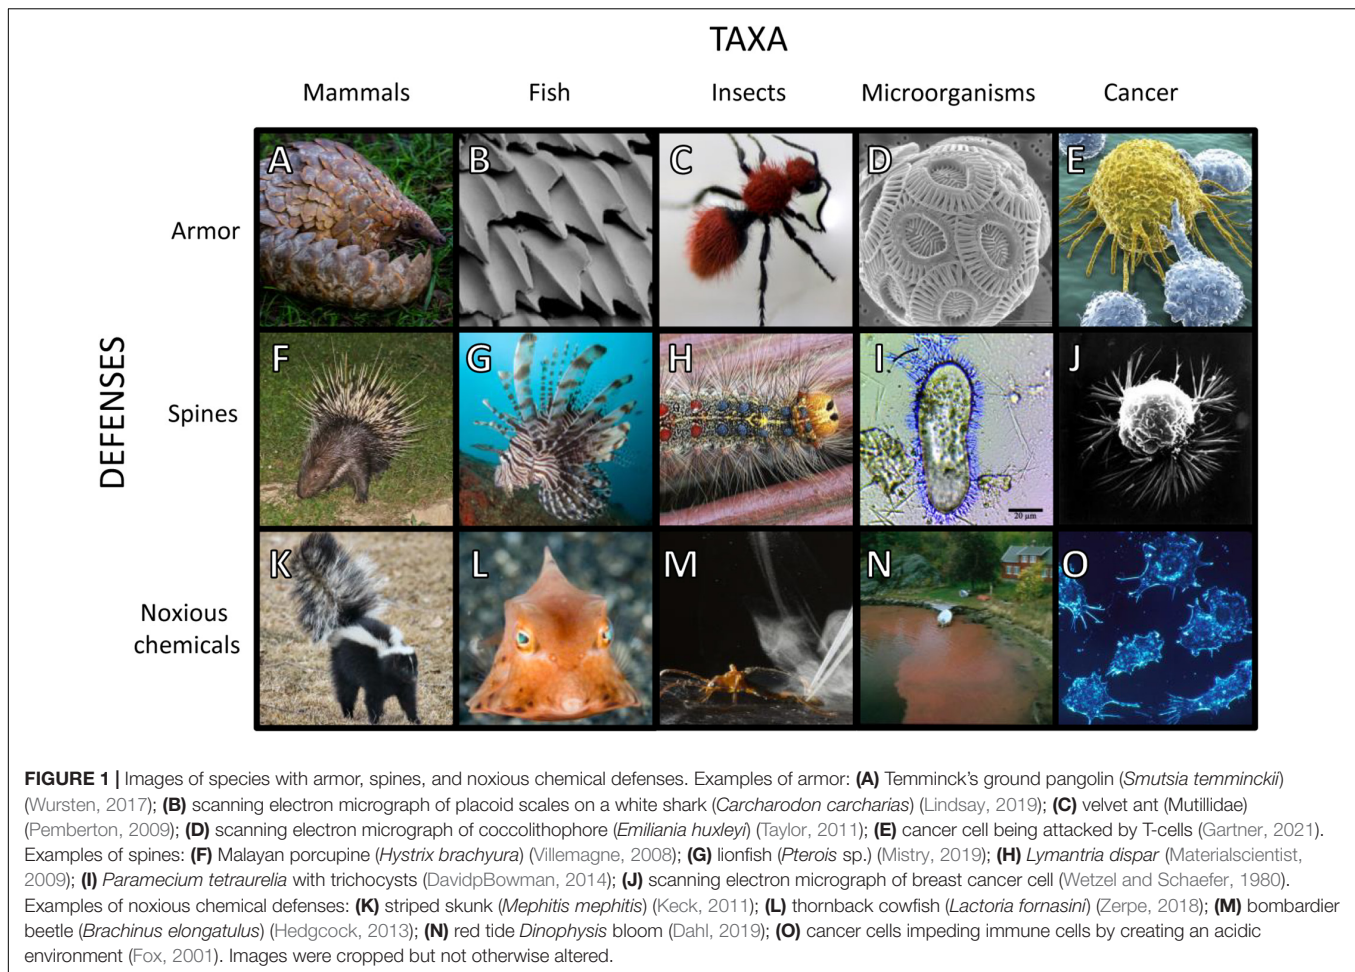 TAXA
Mammals Fish Insects Microorganisms Cancer
DEFENSES
Armor
A B C D E
Spines
F G H I J
20 µm
Noxious
chemicals
K L M N O
FIGURE 1 | Images of species with armor, spines, and noxious chemical defenses. Examples of armor: (A) Temminck's ground pangolin (Smutsia temminckii)
(Wursten, 2017); (B) scanning electron micrograph of placoid scales on a white shark (Carcharodon carcharias) (Lindsay, 2019); (C) velvet ant (Mutillidae)
(Pemberton, 2009); (D) scanning electron micrograph of coccolithophore (Emiliania huxleyi) (Taylor, 2011); (E) cancer cell being attacked by T-cells (Gartner, 2021).
Examples of spines: (F) Malayan porcupine (Hystrix brachyura) (Villemagne, 2008); (G) lionfish (Pterois sp.) (Mistry, 2019); (H) Lymantria dispar (Materialscientist,
2009); (I) Paramecium tetraurelia with trichocysts (DavidpBowman, 2014); (J) scanning electron micrograph of breast cancer cell (Wetzel and Schaefer, 1980).
Examples of noxious chemical defenses: (K) striped skunk (Mephitis mephitis) (Keck, 2011); (L) thornback cowfish (Lactoria fornasini) (Zerpe, 2018); (M) bombardier
beetle (Brachinus elongatulus) (Hedgcock, 2013); (N) red tide Dinophysis bloom (Dahl, 2019); (O) cancer cells impeding immune cells by creating an acidic
environment (Fox, 2001). Images were cropped but not otherwise altered.